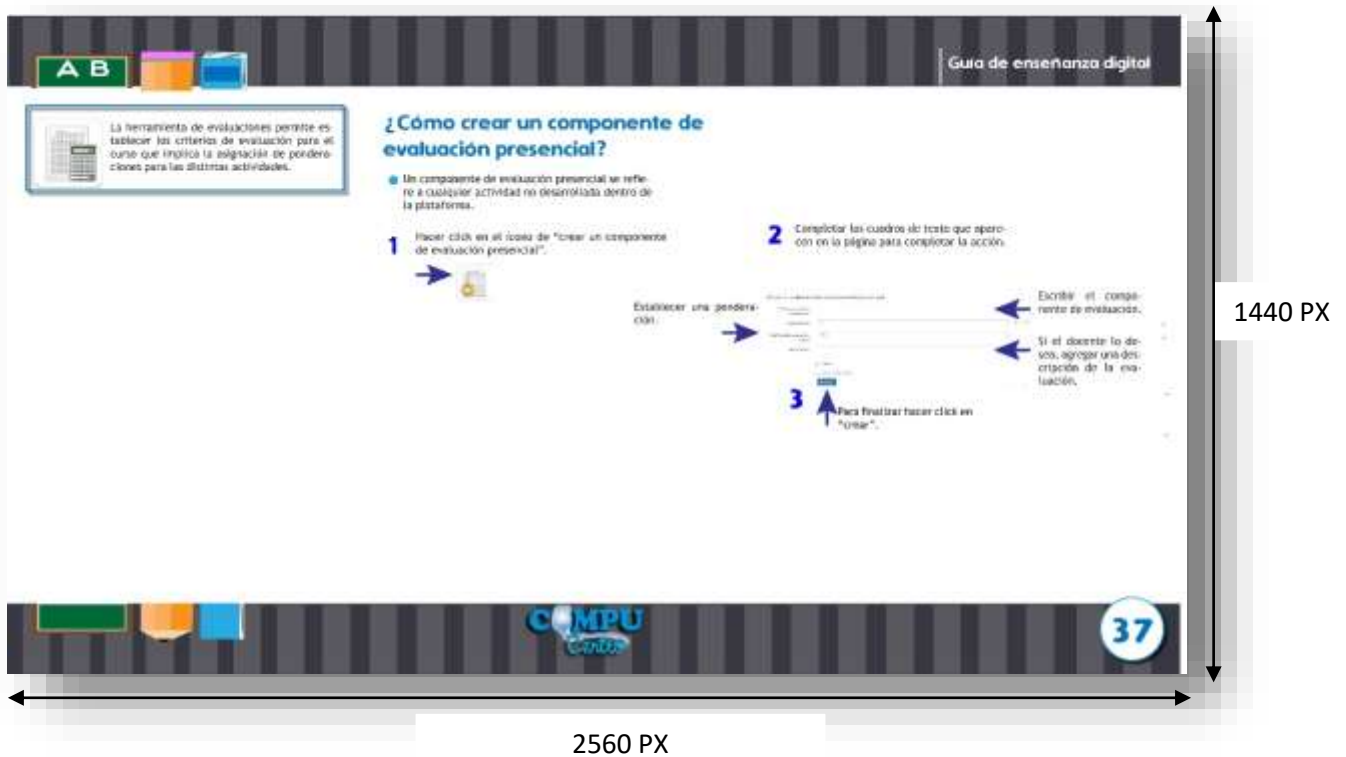 A B
Guía de enseñanza digital
La herramienta de evaluaciones permite es-
tablecer los criterios de evaluación para el
curso que implica la asignación de pondera-
ciones para las distintas actividades.
¿Cómo crear un componente de
evaluación presencial?
Un componente de evaluación presencial se refie-
re a cualquier actividad no desarrollada dentro de
la plataforma.
1
Hacer click en el ícono de "crear un componente
de evaluación presencial".
2
Completar los cuadros de texto que apare-
cen en la página para completar la acción.
Establecer una pondera-
ción.
Escribir el compo-
nente de evaluación.
Si el docente lo de-
sea, agregar una des-
cripción de la eva-
luación.
3
Para finalizar hacer click en
"crear".
COMPU
Center
37
1440 PX
2560 PX